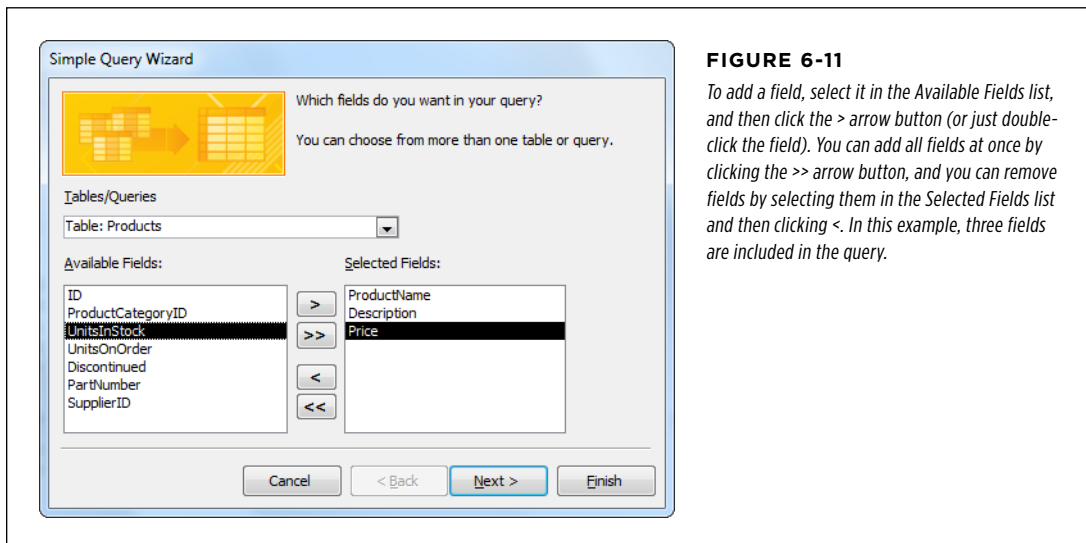 Simple Query Wizard
Which fields do you want in your query?
You can choose from more than one table or query.
Tables/Queries
Table: Products
Available Fields:
ID
ProductCategoryID
UnitsInStock
UnitsOnOrder
Discontinued
PartNumber
SupplierID
>
>>
<
<<
Selected Fields:
ProductName
Description
Price
Cancel
< Back
Next >
Finish
FIGURE 6-11
To add a field, select it in the Available Fields list,
and then click the > arrow button (or just double-
click the field). You can add all fields at once by
clicking the >> arrow button, and you can remove
fields by selecting them in the Selected Fields list
and then clicking <. In this example, three fields
are included in the query.